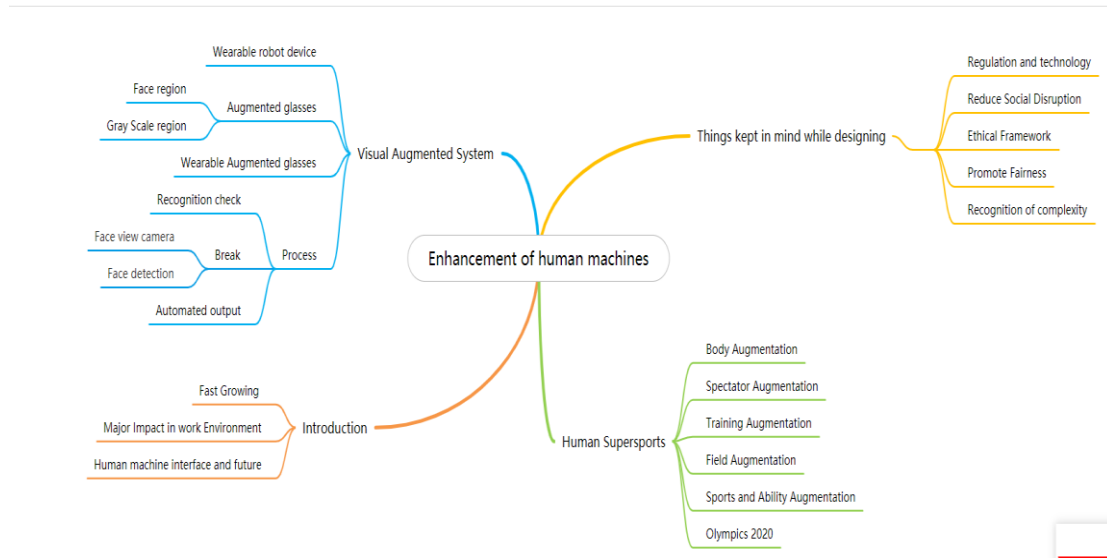 Enhancement of human machines
Visual Augmented System
Wearable robot device
Augmented glasses
Face region
Gray Scale region
Wearable Augmented glasses
Process
Recognition check
Break
Face view camera
Face detection
Automated output
Things kept in mind while designing
Regulation and technology
Reduce Social Disruption
Ethical Framework
Promote Fairness
Recognition of complexity
Introduction
Fast Growing
Major Impact in work Environment
Human machine interface and future
Human Supersports
Body Augmentation
Spectator Augmentation
Training Augmentation
Field Augmentation
Sports and Ability Augmentation
Olympics 2020